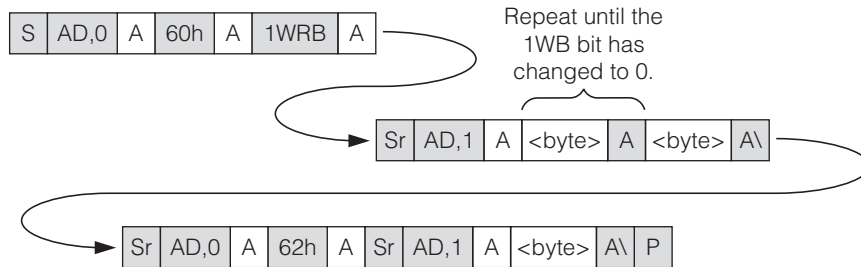 Repeat until the
1WB bit has
changed to 0.
S AD,0 A 60h A 1WRB A
Sr AD,1 A <byte> A <byte> A\
Sr AD,0 A 62h A Sr AD,1 A <byte> A\ P